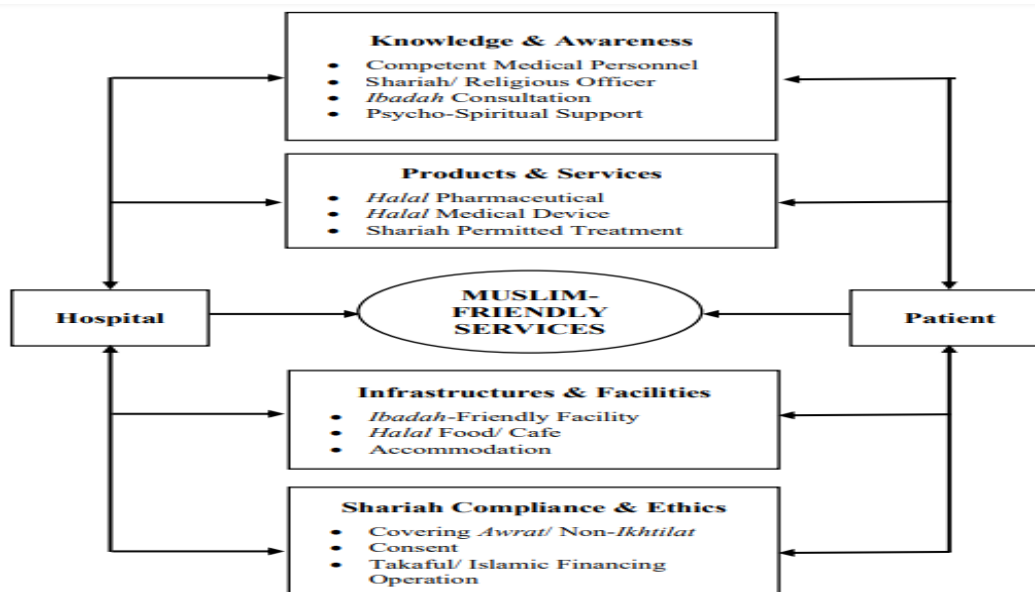 Knowledge & Awareness
• Competent Medical Personnel
• Shariah/ Religious Officer
• Ibadah Consultation
• Psycho-Spiritual Support
Products & Services
• Halal Pharmaceutical
• Halal Medical Device
• Shariah Permitted Treatment
Hospital
MUSLIM-
FRIENDLY
SERVICES
Patient
Infrastructures & Facilities
• Ibadah-Friendly Facility
• Halal Food/ Cafe
• Accommodation
Shariah Compliance & Ethics
• Covering Awrat/ Non-Ikhtilat
• Consent
• Takaful/ Islamic Financing
Operation